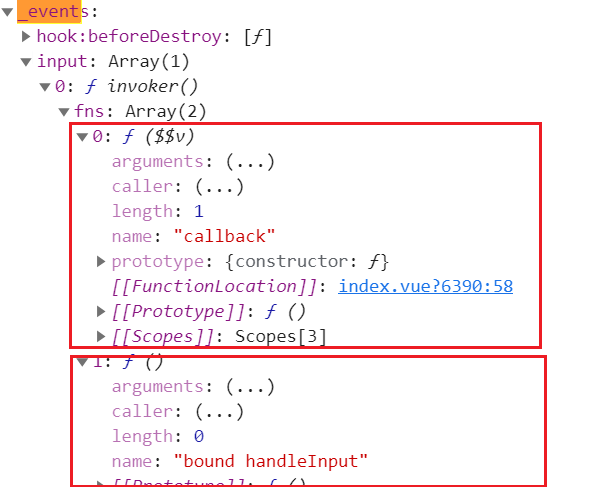 _events:
hook:beforeDestroy: [ƒ]
input: Array(1)
0: ƒ invoker()
fns: Array(2)
0: ƒ ($$v)
arguments: (...)
caller: (...)
length: 1
name: "callback"
prototype: {constructor: ƒ}
[[FunctionLocation]]: index.vue?6390:58
[[Prototype]]: ƒ ()
[[Scopes]]: Scopes[3]
1: ƒ ()
arguments: (...)
caller: (...)
length: 0
name: "bound handleInput"
[[Prototype]]: ƒ ()